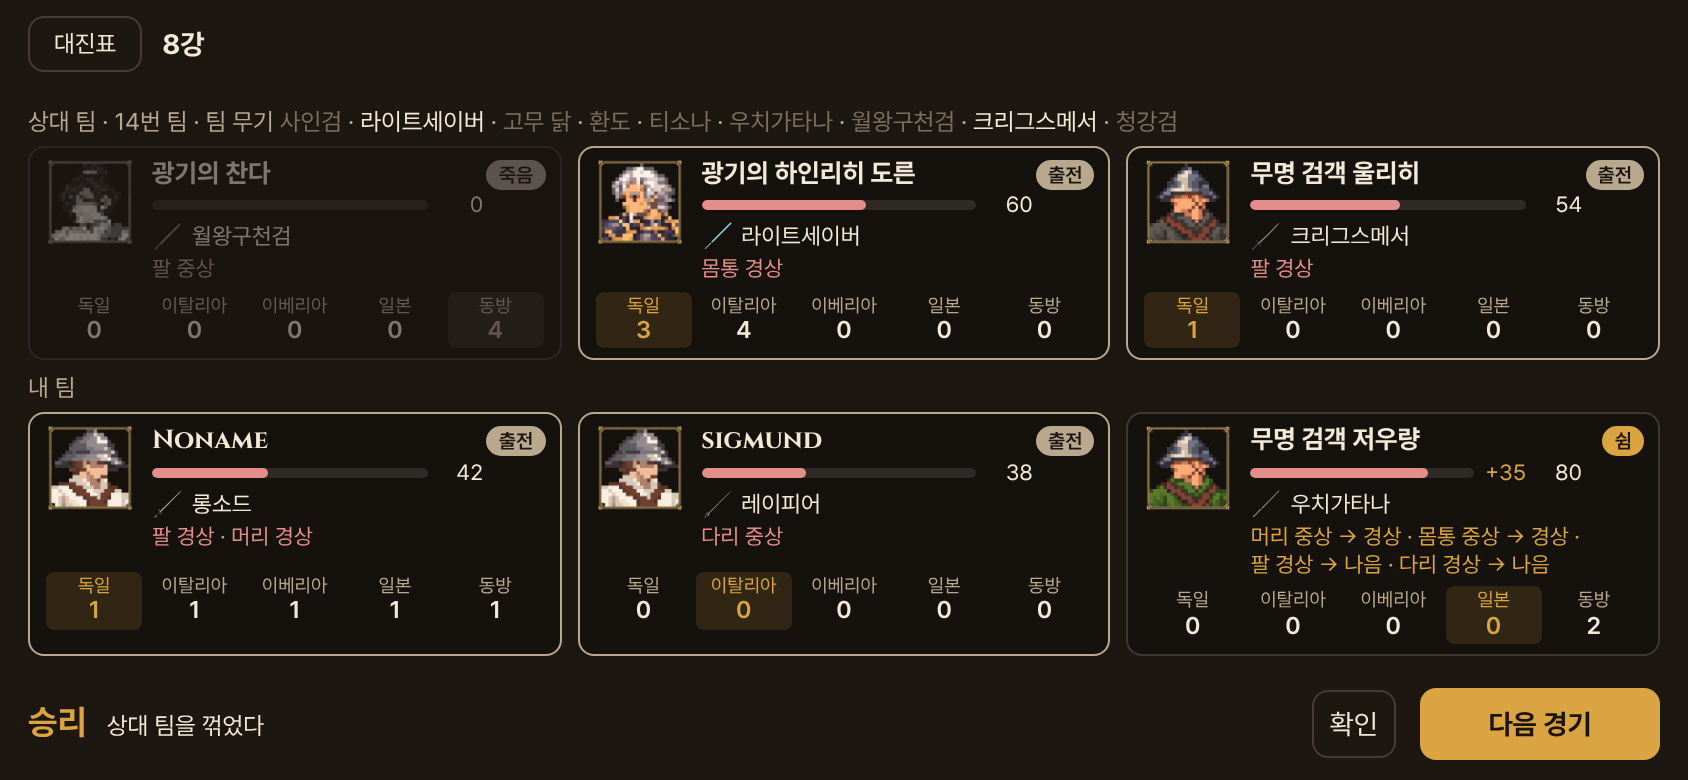 대진표 8강
상대 팀 · 14번 팀 · 팀 무기 사인검 · 라이트세이버 · 고무 닭 · 환도 · 티소나 · 우치가타나 · 월왕구천검 · 크리그스메서 · 청강검
광기의 찬다 죽음
0
월왕구천검
팔 중상
독일 이탈리아 이베리아 일본 동방
0 0 0 0 4
광기의 하인리히 도른 출전
60
라이트세이버
몸통 경상
독일 이탈리아 이베리아 일본 동방
3 4 0 0 0
무명 검객 울리히 출전
54
크리그스메서
팔 경상
독일 이탈리아 이베리아 일본 동방
1 0 0 0 0
내 팀
Noname 출전
42
롱소드
팔 경상 · 머리 경상
독일 이탈리아 이베리아 일본 동방
1 1 1 1 1
sigmund 출전
38
레이피어
다리 중상
독일 이탈리아 이베리아 일본 동방
0 0 0 0 0
무명 검객 저우량 쉼
+35 80
우치가타나
머리 중상 → 경상 · 몸통 중상 → 경상 ·
팔 경상 → 나음 · 다리 경상 → 나음
독일 이탈리아 이베리아 일본 동방
0 0 0 0 2
승리 상대 팀을 꺾었다
확인 다음 경기